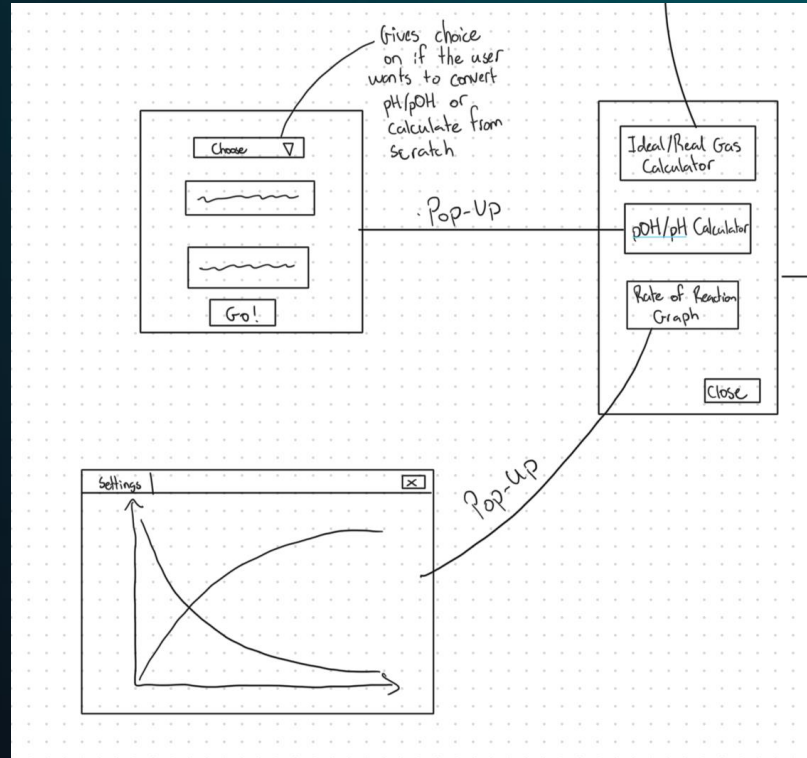 Gives choice
on if the user
wants to convert
pH/pOH or
calculate from
scratch
Choose
Go!
Pop-Up
Ideal/Real Gas
Calculator
pOH/pH Calculator
Rate of Reaction
Graph
Close
Pop-Up
Settings